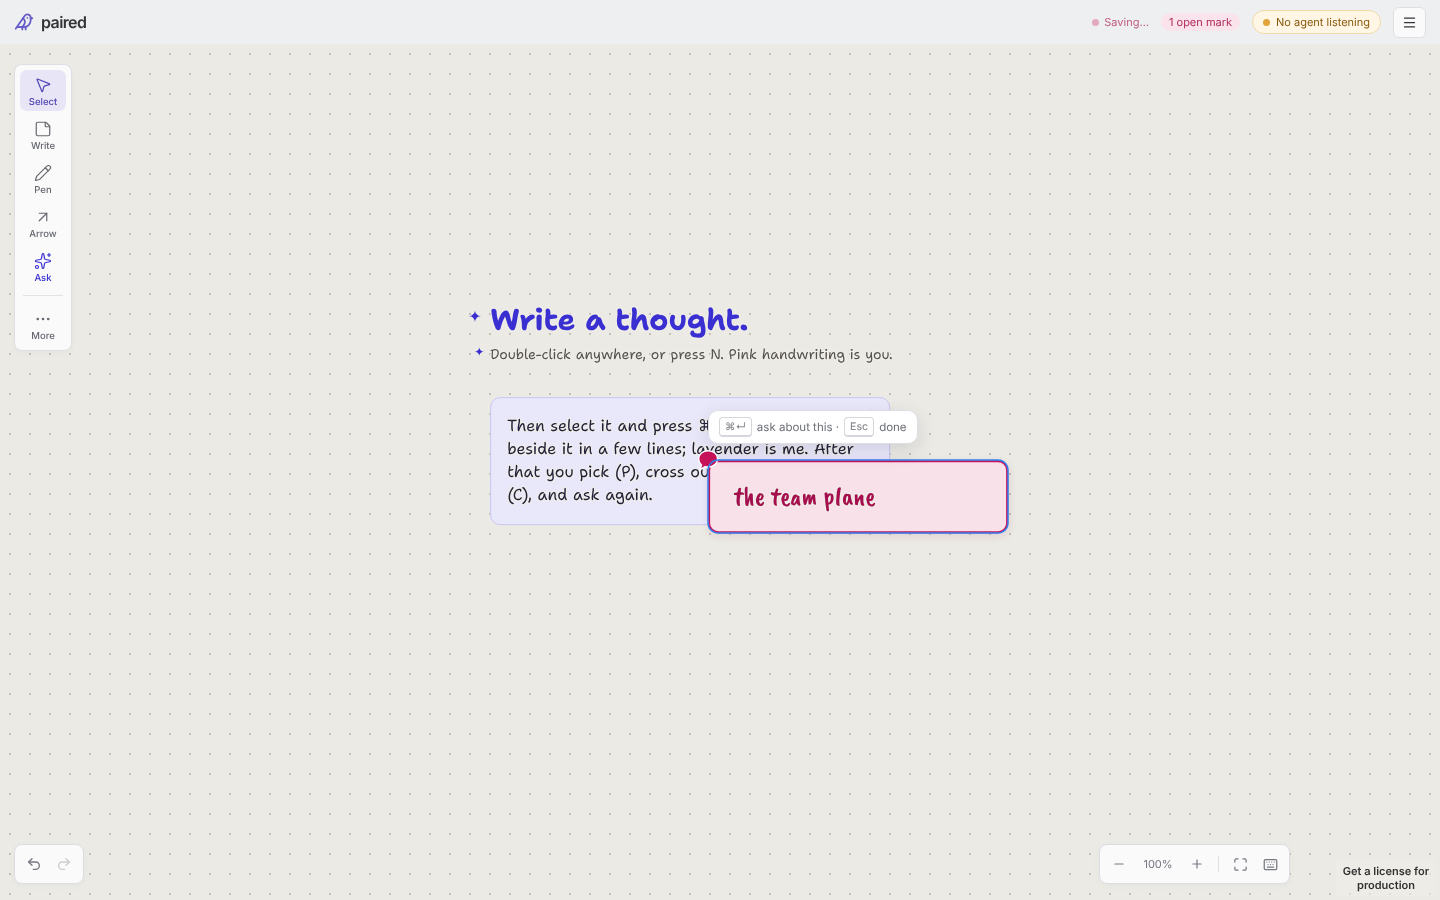 paired
Saving...
1 open mark
No agent listening
Select
Write
Pen
Arrow
Ask
More
Write a thought.
Double-click anywhere, or press N. Pink handwriting is you.
Then select it and press ⌘
beside it in a few lines; lavender is me. After
that you pick (P), cross ou
(C), and ask again.
⌘↵ ask about this · Esc done
the team plane
100%
Get a license for
production